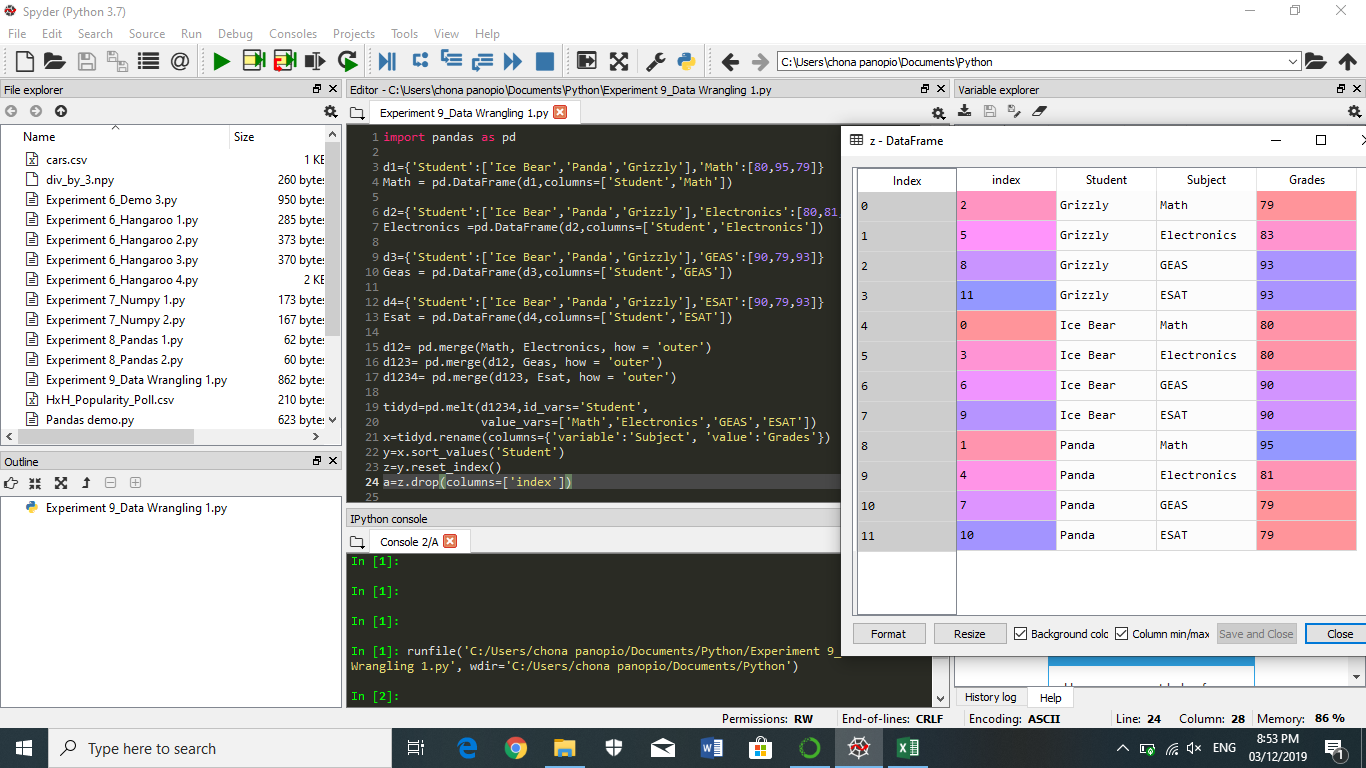 Spyder (Python 3.7)
File Edit Search Source Run Debug Consoles Projects Tools View Help
C:\Users\chona panopio\Documents\Python
File explorer
Name Size
cars.csv 1 KB
div_by_3.npy 260 bytes
Experiment 6_Demo 3.py 950 bytes
Experiment 6_Hangaroo 1.py 285 bytes
Experiment 6_Hangaroo 2.py 373 bytes
Experiment 6_Hangaroo 3.py 370 bytes
Experiment 6_Hangaroo 4.py 2 KB
Experiment 7_Numpy 1.py 173 bytes
Experiment 7_Numpy 2.py 167 bytes
Experiment 8_Pandas 1.py 62 bytes
Experiment 8_Pandas 2.py 60 bytes
Experiment 9_Data Wrangling 1.py 862 bytes
HxH_Popularity_Poll.csv 210 bytes
Pandas demo.py 623 bytes
Outline
Experiment 9_Data Wrangling 1.py
Editor - C:\Users\chona panopio\Documents\Python\Experiment 9_Data Wrangling 1.py
Experiment 9_Data Wrangling 1.py
1 import pandas as pd
2
3 d1={'Student':['Ice Bear','Panda','Grizzly'],'Math':[80,95,79]}
4 Math = pd.DataFrame(d1,columns=['Student','Math'])
5
6 d2={'Student':['Ice Bear','Panda','Grizzly'],'Electronics':[80,81,
7 Electronics =pd.DataFrame(d2,columns=['Student','Electronics'])
8
9 d3={'Student':['Ice Bear','Panda','Grizzly'],'GEAS':[90,79,93]}
10 Geas = pd.DataFrame(d3,columns=['Student','GEAS'])
11
12 d4={'Student':['Ice Bear','Panda','Grizzly'],'ESAT':[90,79,93]}
13 Esat = pd.DataFrame(d4,columns=['Student','ESAT'])
14
15 d12= pd.merge(Math, Electronics, how = 'outer')
16 d123= pd.merge(d12, Geas, how = 'outer')
17 d1234= pd.merge(d123, Esat, how = 'outer')
18
19 tidyd=pd.melt(d1234,id_vars='Student',
20 value_vars=['Math','Electronics','GEAS','ESAT'])
21 x=tidyd.rename(columns={'variable':'Subject', 'value':'Grades'})
22 y=x.sort_values('Student')
23 z=y.reset_index()
24 a=z.drop(columns=['index'])
25
IPython console
Console 2/A
In [1]:
In [1]:
In [1]:
In [1]: runfile('C:/Users/chona panopio/Documents/Python/Experiment 9_
Wrangling 1.py', wdir='C:/Users/chona panopio/Documents/Python')
In [2]:
Variable explorer
z - DataFrame
Index index Student Subject Grades
0 2 Grizzly Math 79
1 5 Grizzly Electronics 83
2 8 Grizzly GEAS 93
3 11 Grizzly ESAT 93
4 0 Ice Bear Math 80
5 3 Ice Bear Electronics 80
6 6 Ice Bear GEAS 90
7 9 Ice Bear ESAT 90
8 1 Panda Math 95
9 4 Panda Electronics 81
10 7 Panda GEAS 79
11 10 Panda ESAT 79
Format Resize Background colo Column min/max Save and Close Close
History log Help
Permissions: RW End-of-lines: CRLF Encoding: ASCII Line: 24 Column: 28 Memory: 86 %
Type here to search
ENG 8:53 PM
03/12/2019
1